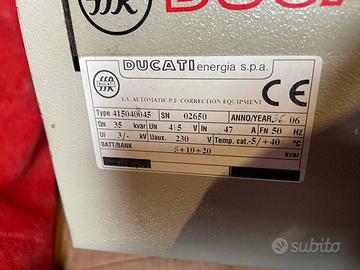 DUCATI energia s.p.a.
L.V. AUTOMATIC P.F. CORRECTION EQUIPMENT
CE
Type 415040045 SN 02650 ANNO/YEAR 06
Qn 35 kvar Un 415 V IN 47 A FN 50 Hz
Ui 3/- kV Uaux. 230 V Temp. cat.-5/+40 °C
BATT/BANK 5+10+20 kvar
subito